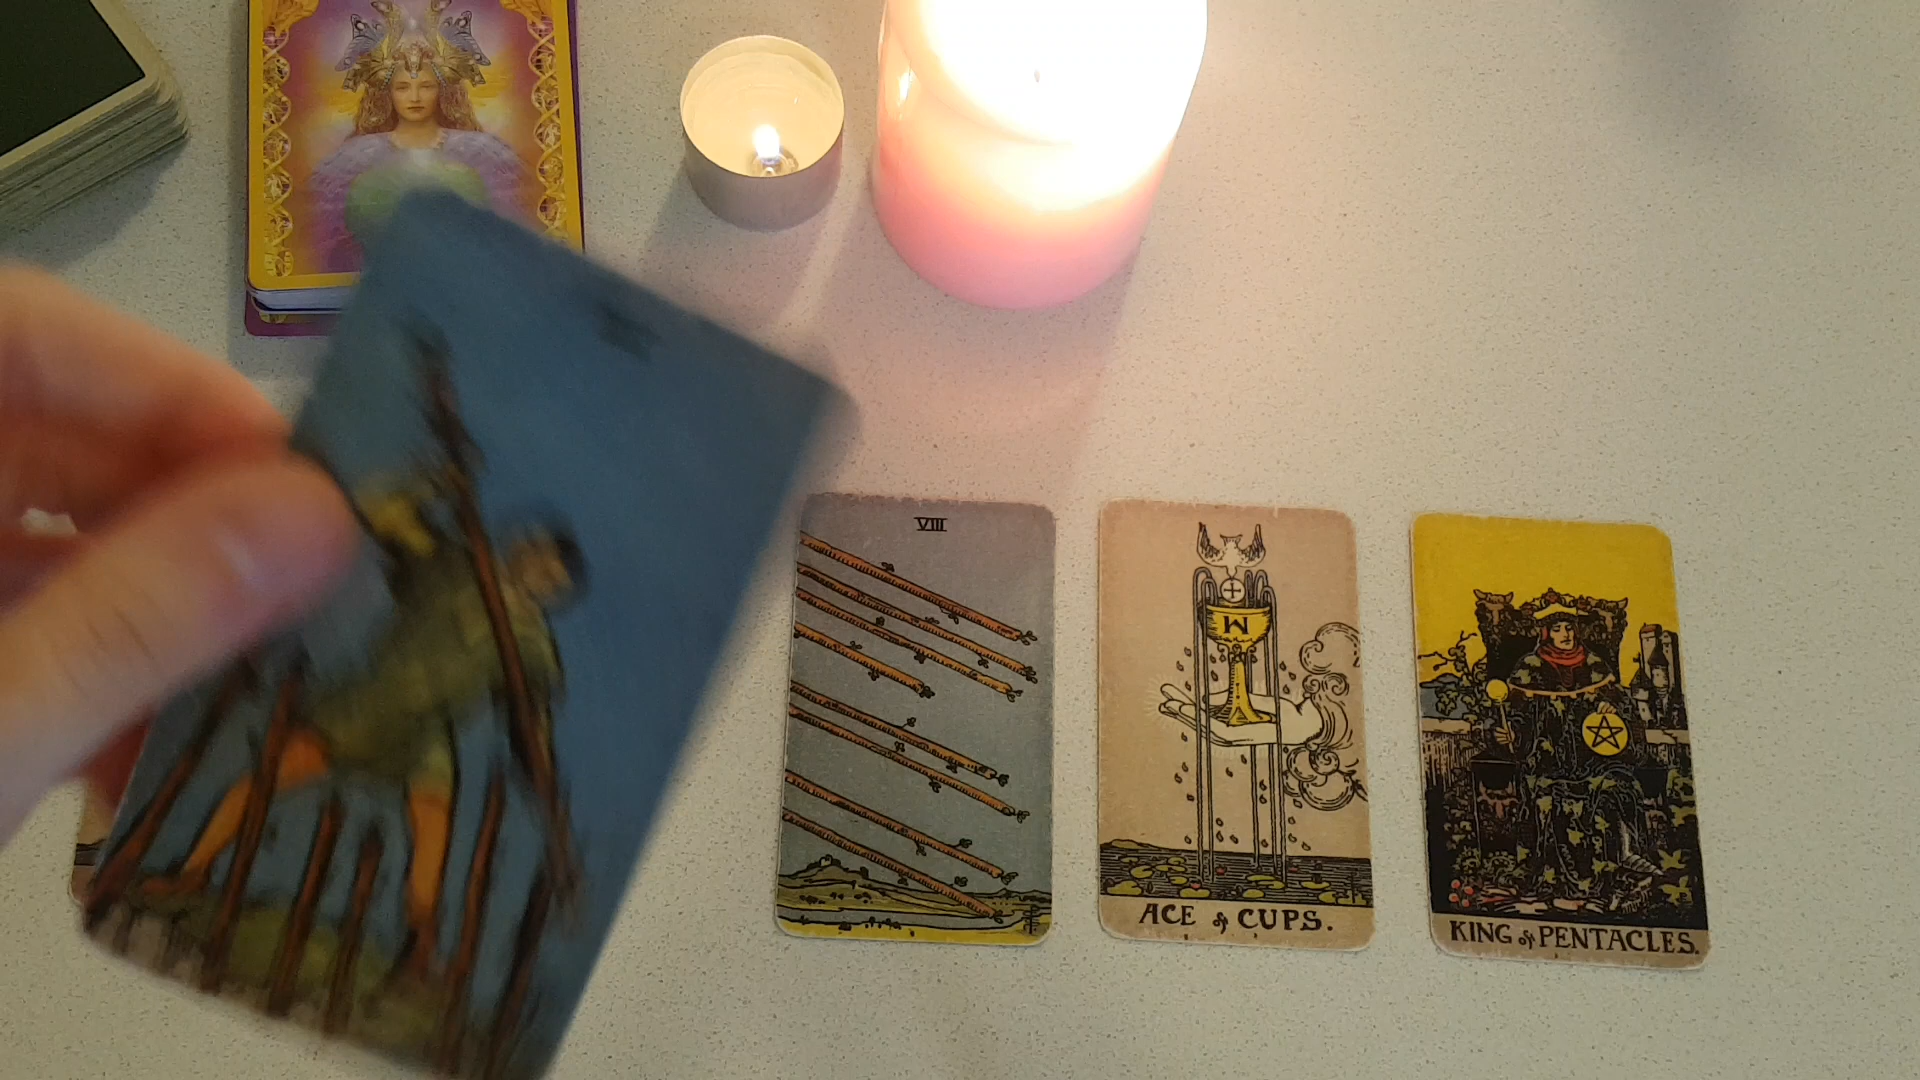 VIII
W
ACE of CUPS.
KING of PENTACLES.